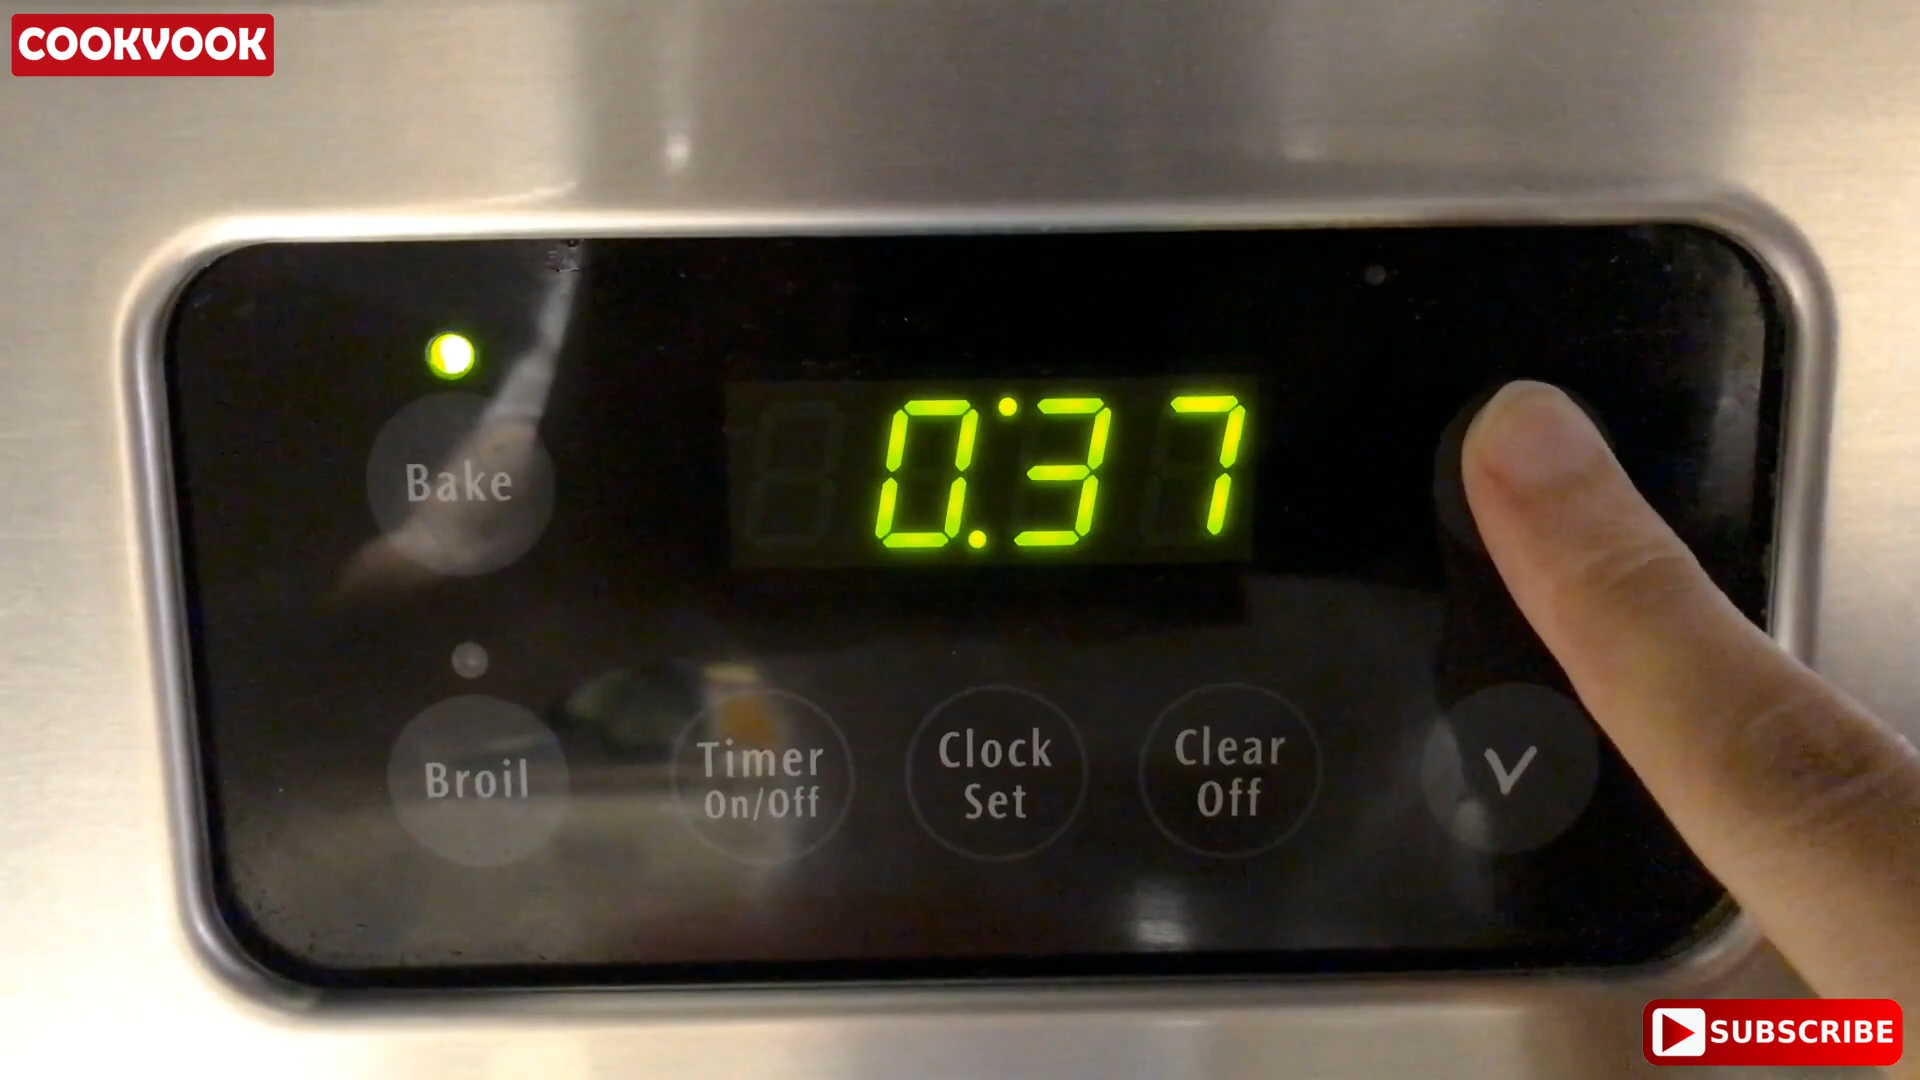 COOKVOOK
0:37
Bake
Broil
Timer
On/Off
Clock
Set
Clear
Off
SUBSCRIBE